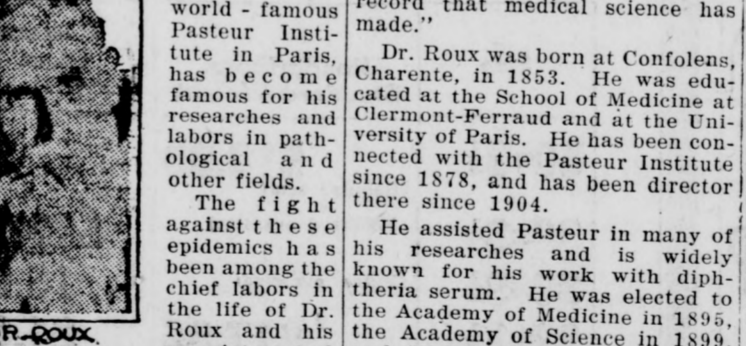 world - famous
Pasteur Insti-
tute in Paris,
has become
famous for his
researches and
labors in path-
ological and
other fields.
The fight
against these
epidemics has
been among the
chief labors in
the life of Dr.
Roux and his
record that medical science has
made."
Dr. Roux was born at Confolens,
Charente, in 1853. He was edu-
cated at the School of Medicine at
Clermont-Ferraud and at the Uni-
versity of Paris. He has been con-
nected with the Pasteur Institute
since 1878, and has been director
there since 1904.
He assisted Pasteur in many of
his researches and is widely
known for his work with diph-
theria serum. He was elected to
the Academy of Medicine in 1895,
the Academy of Science in 1899,
R. ROUX.